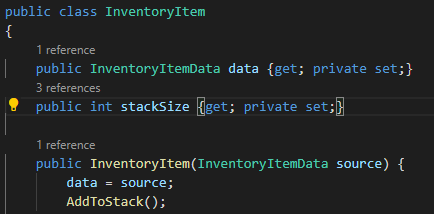 public class InventoryItem
{
1 reference
public InventoryItemData data {get; private set;}
3 references
public int stackSize {get; private set;}
1 reference
public InventoryItem(InventoryItemData source) {
data = source;
AddToStack();